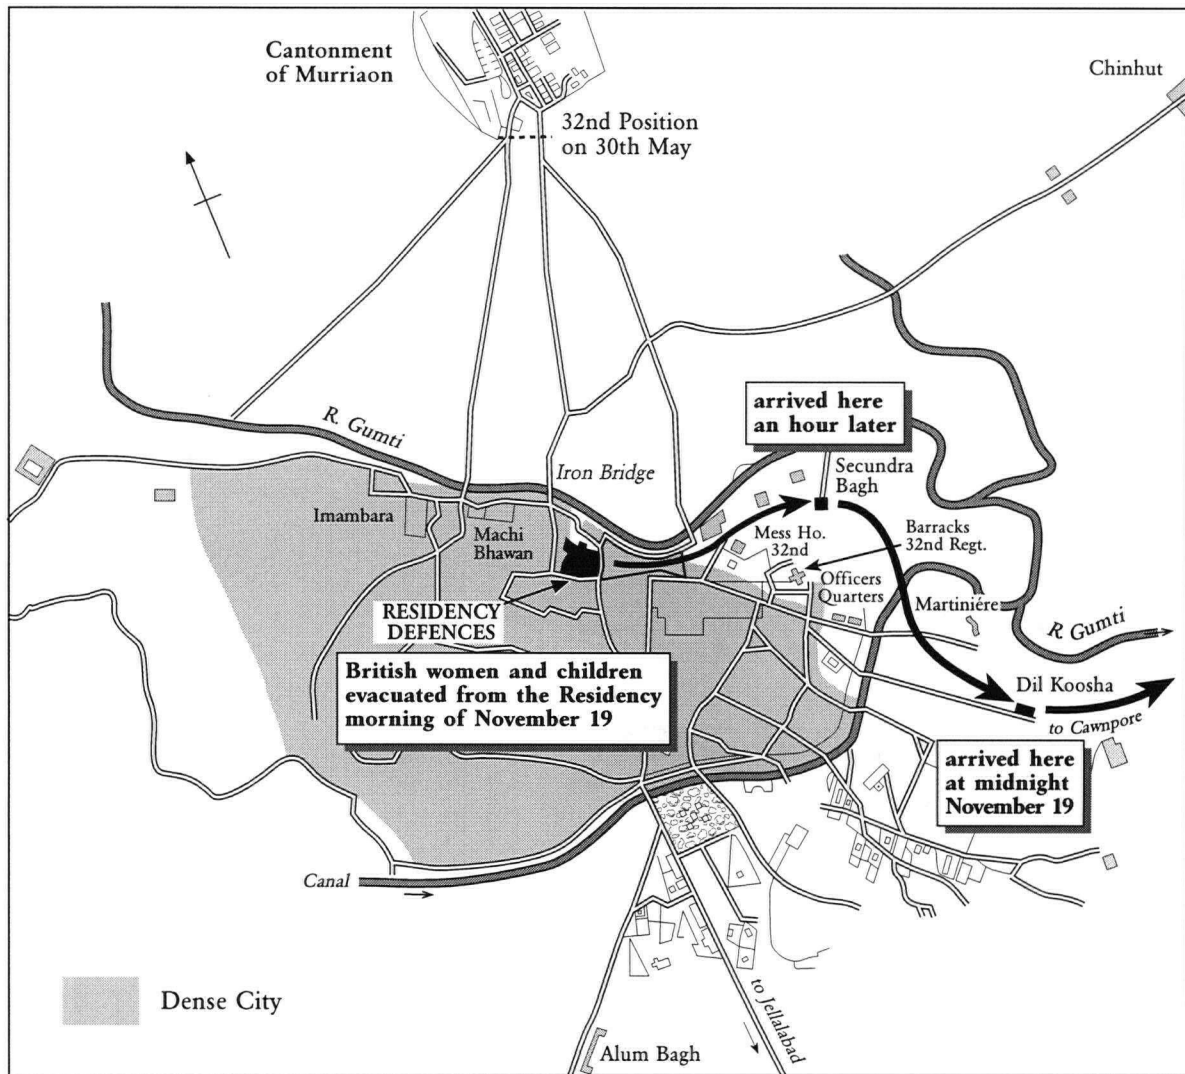 Cantonment
of Murriaon
Chinhut
32nd Position
on 30th May
R. Gumti
arrived here
an hour later
Iron Bridge
Secundra
Bagh
Imambara
Machi
Bhawan
Mess Ho.
32nd
Barracks
32nd Regt.
Officers
Quarters
RESIDENCY
DEFENCES
Martiniére
R Gumti
British women and children
evacuated from the Residency
morning of November 19
Dil Koosha
to Cawnpore
arrived here
at midnight
November 19
Canal
Dense City
to Jellalabad
Alum Bagh